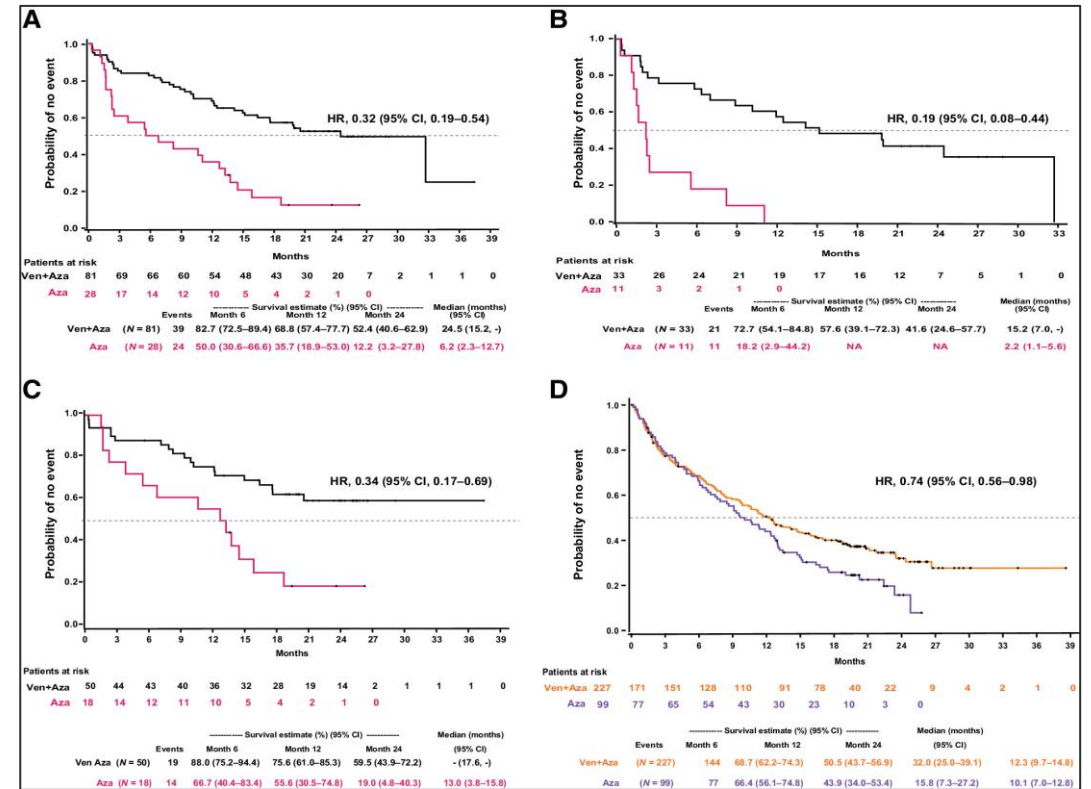 A
Probability of no event
1.0
0.8
0.6
0.4
0.2
0.0
HR, 0.32 (95% CI, 0.19–0.54)
0 3 6 9 12 15 18 21 24 27 30 33 36 39
Months
Patients at risk
Ven+Aza 81 69 66 60 54 48 43 30 20 7 2 1 1 0
Aza 28 17 14 12 10 5 4 2 1 0
------------ Survival estimate (%) (95% CI) ------------ Median (months)
Events Month 6 Month 12 Month 24 (95% CI)
Ven+Aza (N = 81) 39 82.7 (72.5–89.4) 68.8 (57.4–77.7) 52.4 (40.6–62.9) 24.5 (15.2, -)
Aza (N = 28) 24 50.0 (30.6–66.6) 35.7 (18.9–53.0) 12.2 (3.2–27.8) 6.2 (2.3–12.7)
B
Probability of no event
1.0
0.8
0.6
0.4
0.2
0.0
HR, 0.19 (95% CI, 0.08–0.44)
0 3 6 9 12 15 18 21 24 27 30 33
Months
Patients at risk
Ven+Aza 33 26 24 21 19 17 16 12 7 5 1 0
Aza 11 3 2 1 0
------------ Survival estimate (%) (95% CI) ------------ Median (months)
Events Month 6 Month 12 Month 24 (95% CI)
Ven+Aza (N = 33) 21 72.7 (54.1–84.8) 57.6 (39.1–72.3) 41.6 (24.6–57.7) 15.2 (7.0, -)
Aza (N = 11) 11 18.2 (2.9–44.2) NA NA 2.2 (1.1–5.6)
C
Probability of no event
1.0
0.8
0.6
0.4
0.2
0.0
HR, 0.34 (95% CI, 0.17–0.69)
0 3 6 9 12 15 18 21 24 27 30 33 36 39
Months
Patients at risk
Ven+Aza 50 44 43 40 36 32 28 19 14 2 1 1 1 0
Aza 18 14 12 11 10 5 4 2 1 0
------------ Survival estimate (%) (95% CI) ------------ Median (months)
Events Month 6 Month 12 Month 24 (95% CI)
Ven Aza (N = 50) 19 88.0 (75.2–94.4) 75.6 (61.0–85.3) 59.5 (43.9–72.2) - (17.6, -)
Aza (N = 18) 14 66.7 (40.4–83.4) 55.6 (30.5–74.8) 19.0 (4.8–40.3) 13.0 (3.8–15.8)
D
Probability of no event
1.0
0.8
0.6
0.4
0.2
0.0
HR, 0.74 (95% CI, 0.56–0.98)
0 3 6 9 12 15 18 21 24 27 30 33 36 39
Months
Patients at risk
Ven+Aza 227 171 151 128 110 91 78 40 22 9 4 2 1 0
Aza 99 77 65 54 43 30 23 10 3 0
------------ Survival estimate (%) (95% CI) ------------ Median (months)
Events Month 6 Month 12 Month 24 (95% CI)
Ven+Aza (N = 227) 144 68.7 (62.2–74.3) 50.5 (43.7–56.9) 32.0 (25.0–39.1) 12.3 (9.7–14.8)
Aza (N = 99) 77 66.4 (56.1–74.8) 43.9 (34.0–53.4) 15.8 (7.3–27.2) 10.1 (7.0–12.8)